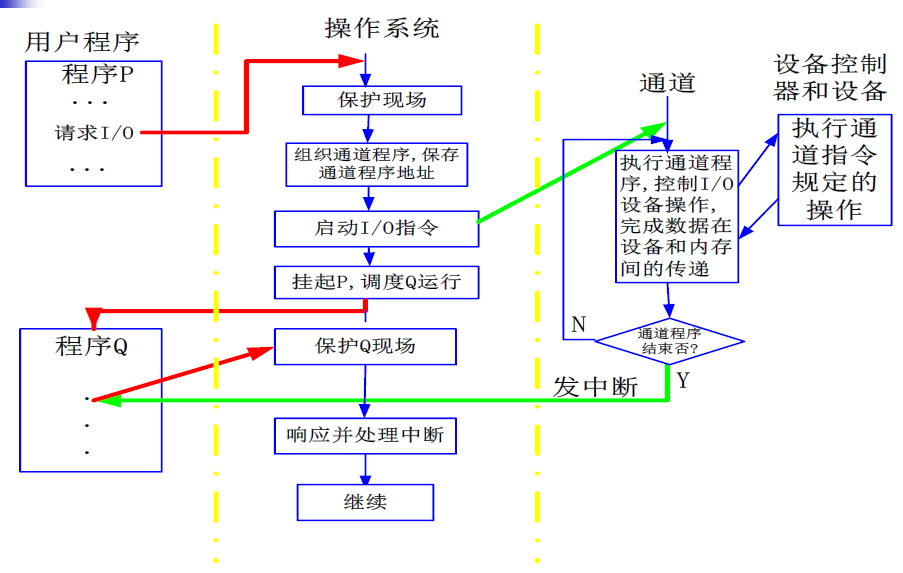 用户程序
程序P
...
请求I/O
...
程序Q
.
.
.
操作系统
保护现场
组织通道程序,保存
通道程序地址
启动I/O指令
挂起P,调度Q运行
保护Q现场
响应并处理中断
继续
通道
执行通道程
序,控制I/O
设备操作,
完成数据在
设备和内存
间的传递
N
通道程序
结束否?
Y
发中断
设备控制
器和设备
执行通
道指令
规定的
操作